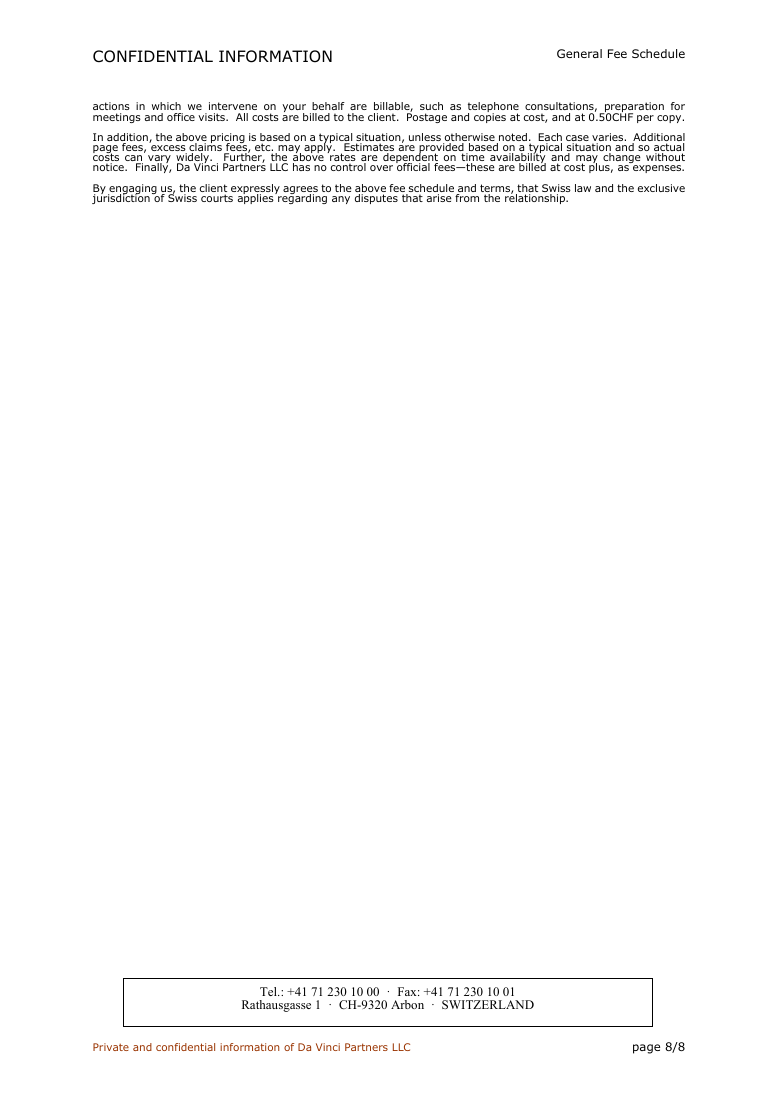 CONFIDENTIAL INFORMATION
General Fee Schedule
actions in which we intervene on your behalf are billable, such as telephone consultations, preparation for
meetings and office visits.  All costs are billed to the client.  Postage and copies at cost, and at 0.50CHF per copy.
In addition, the above pricing is based on a typical situation, unless otherwise noted.  Each case varies.  Additional
page fees, excess claims fees, etc. may apply.  Estimates are provided based on a typical situation and so actual
costs can vary widely.  Further, the above rates are dependent on time availability and may change without
notice.  Finally, Da Vinci Partners LLC has no control over official fees—these are billed at cost plus, as expenses.
By engaging us, the client expressly agrees to the above fee schedule and terms, that Swiss law and the exclusive
jurisdiction of Swiss courts applies regarding any disputes that arise from the relationship.
Tel.: +41 71 230 10 00 · Fax: +41 71 230 10 01
Rathausgasse 1 · CH-9320 Arbon · SWITZERLAND
Private and confidential information of Da Vinci Partners LLC
page 8/8